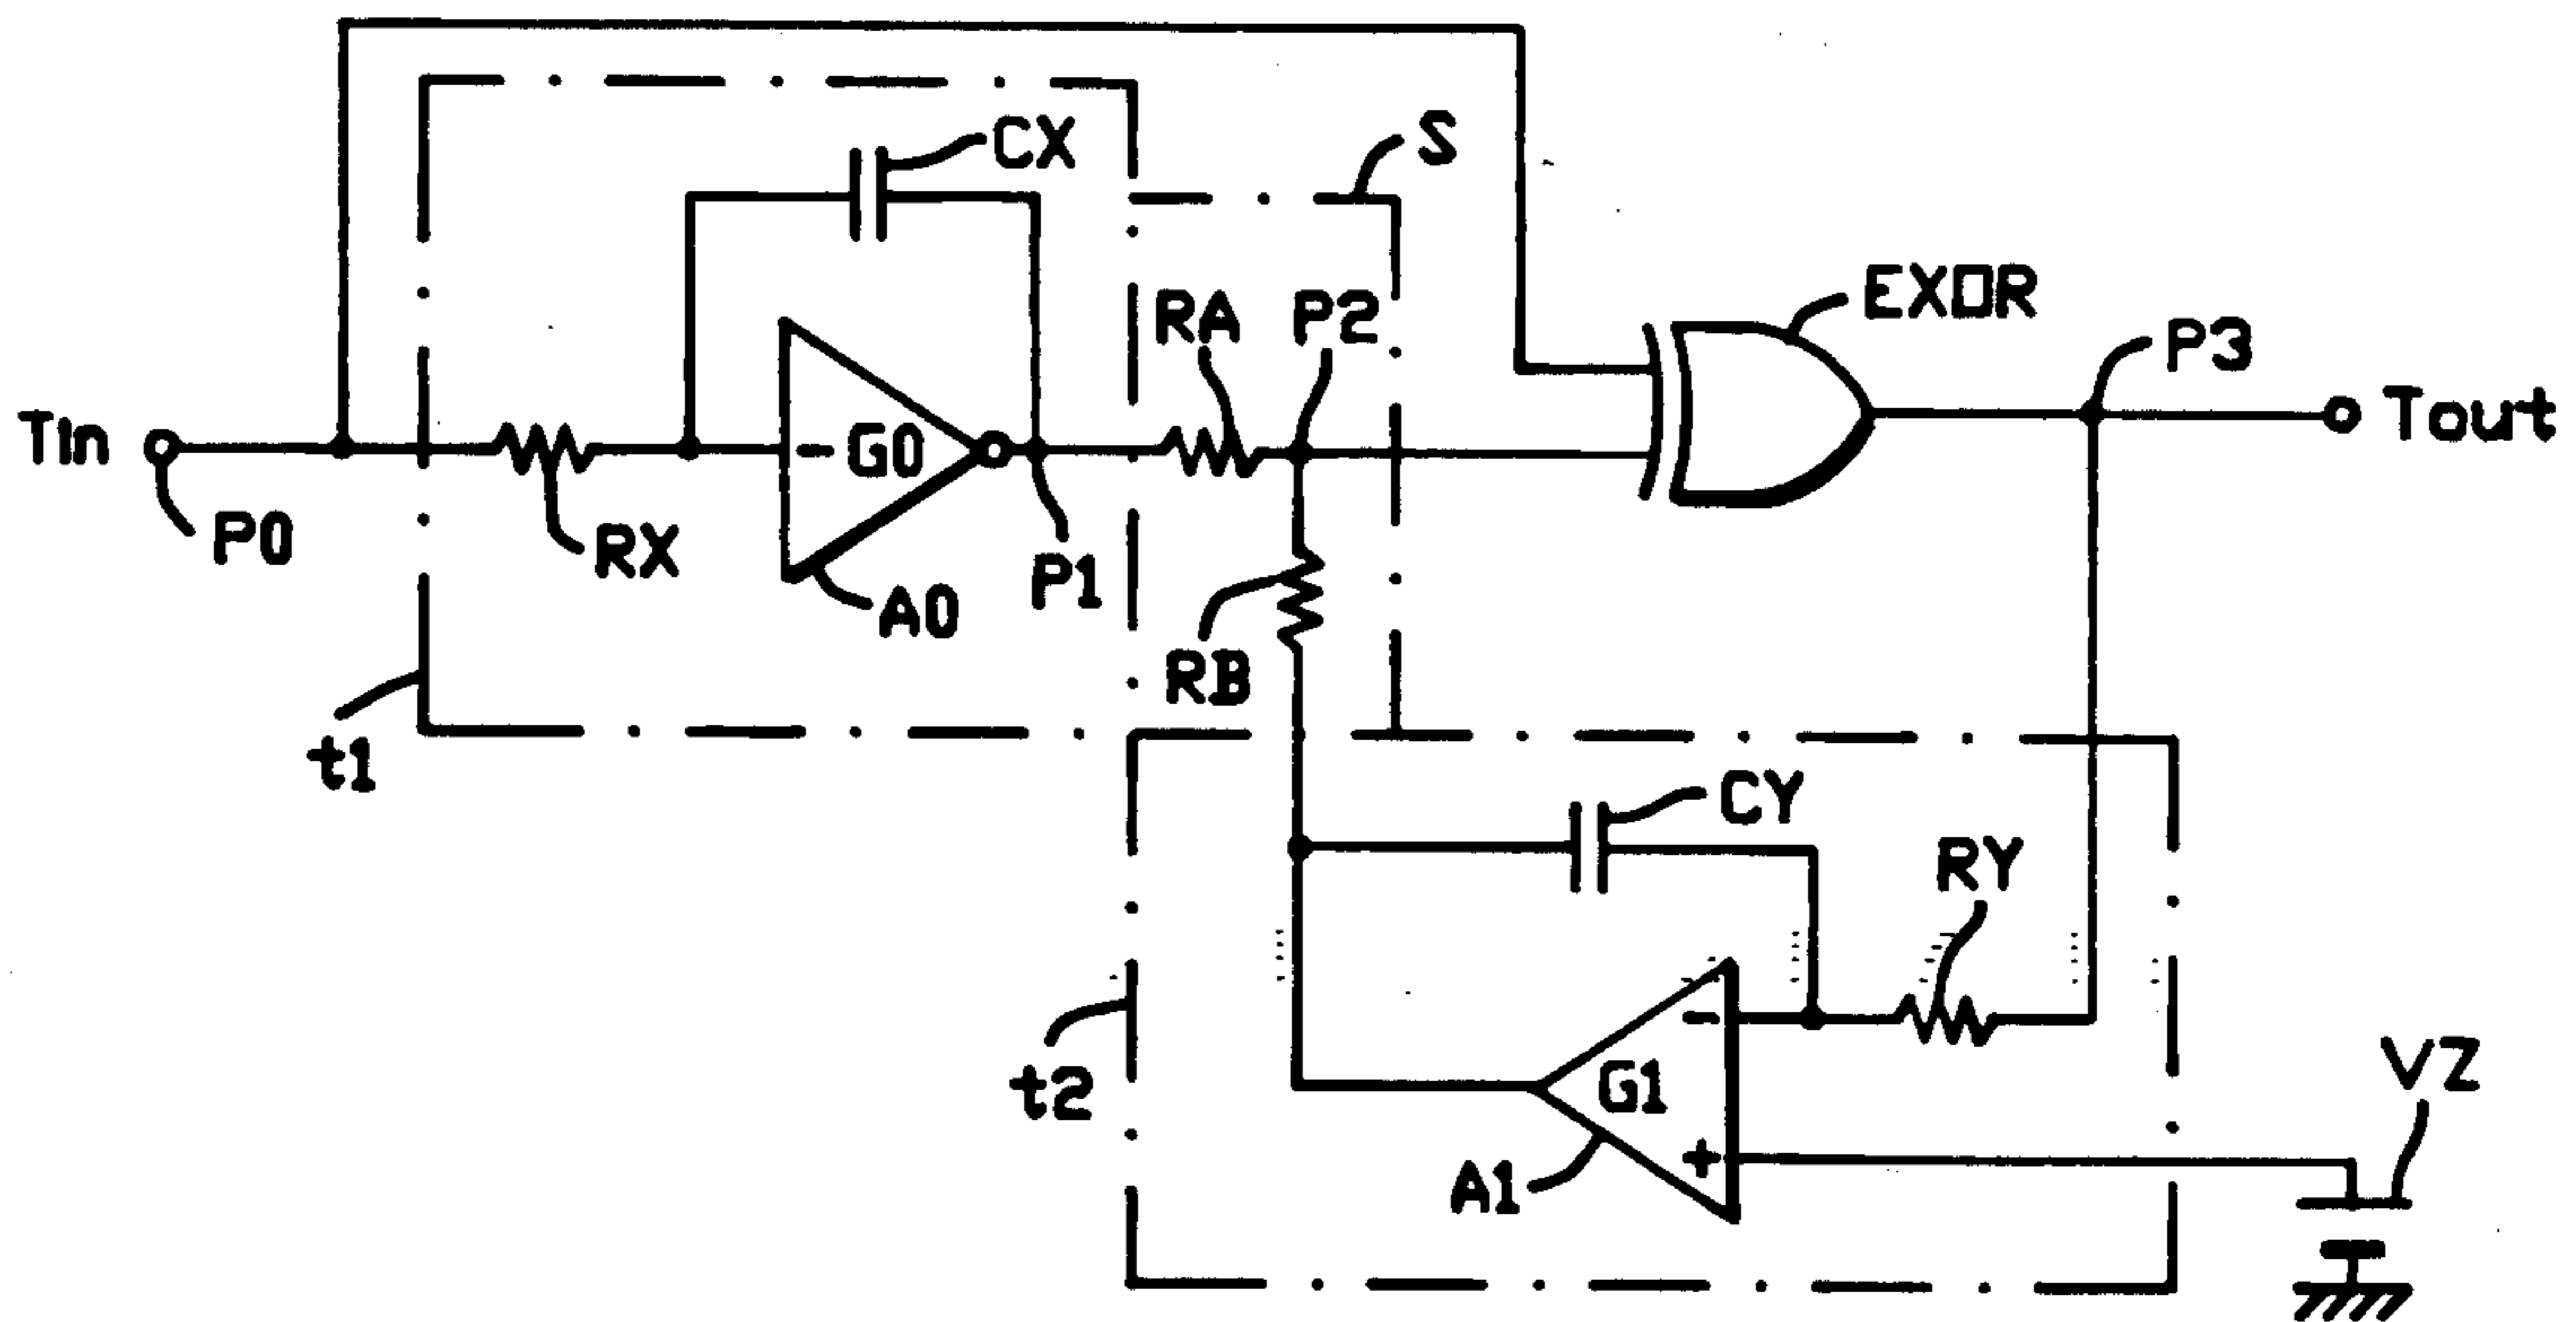 CX
S
EXOR
RA
P2
P3
Tin
-
G0
Tout
P0
RX
P1
A0
RB
t1
CY
RY
t2
-
G1
VZ
+
A1